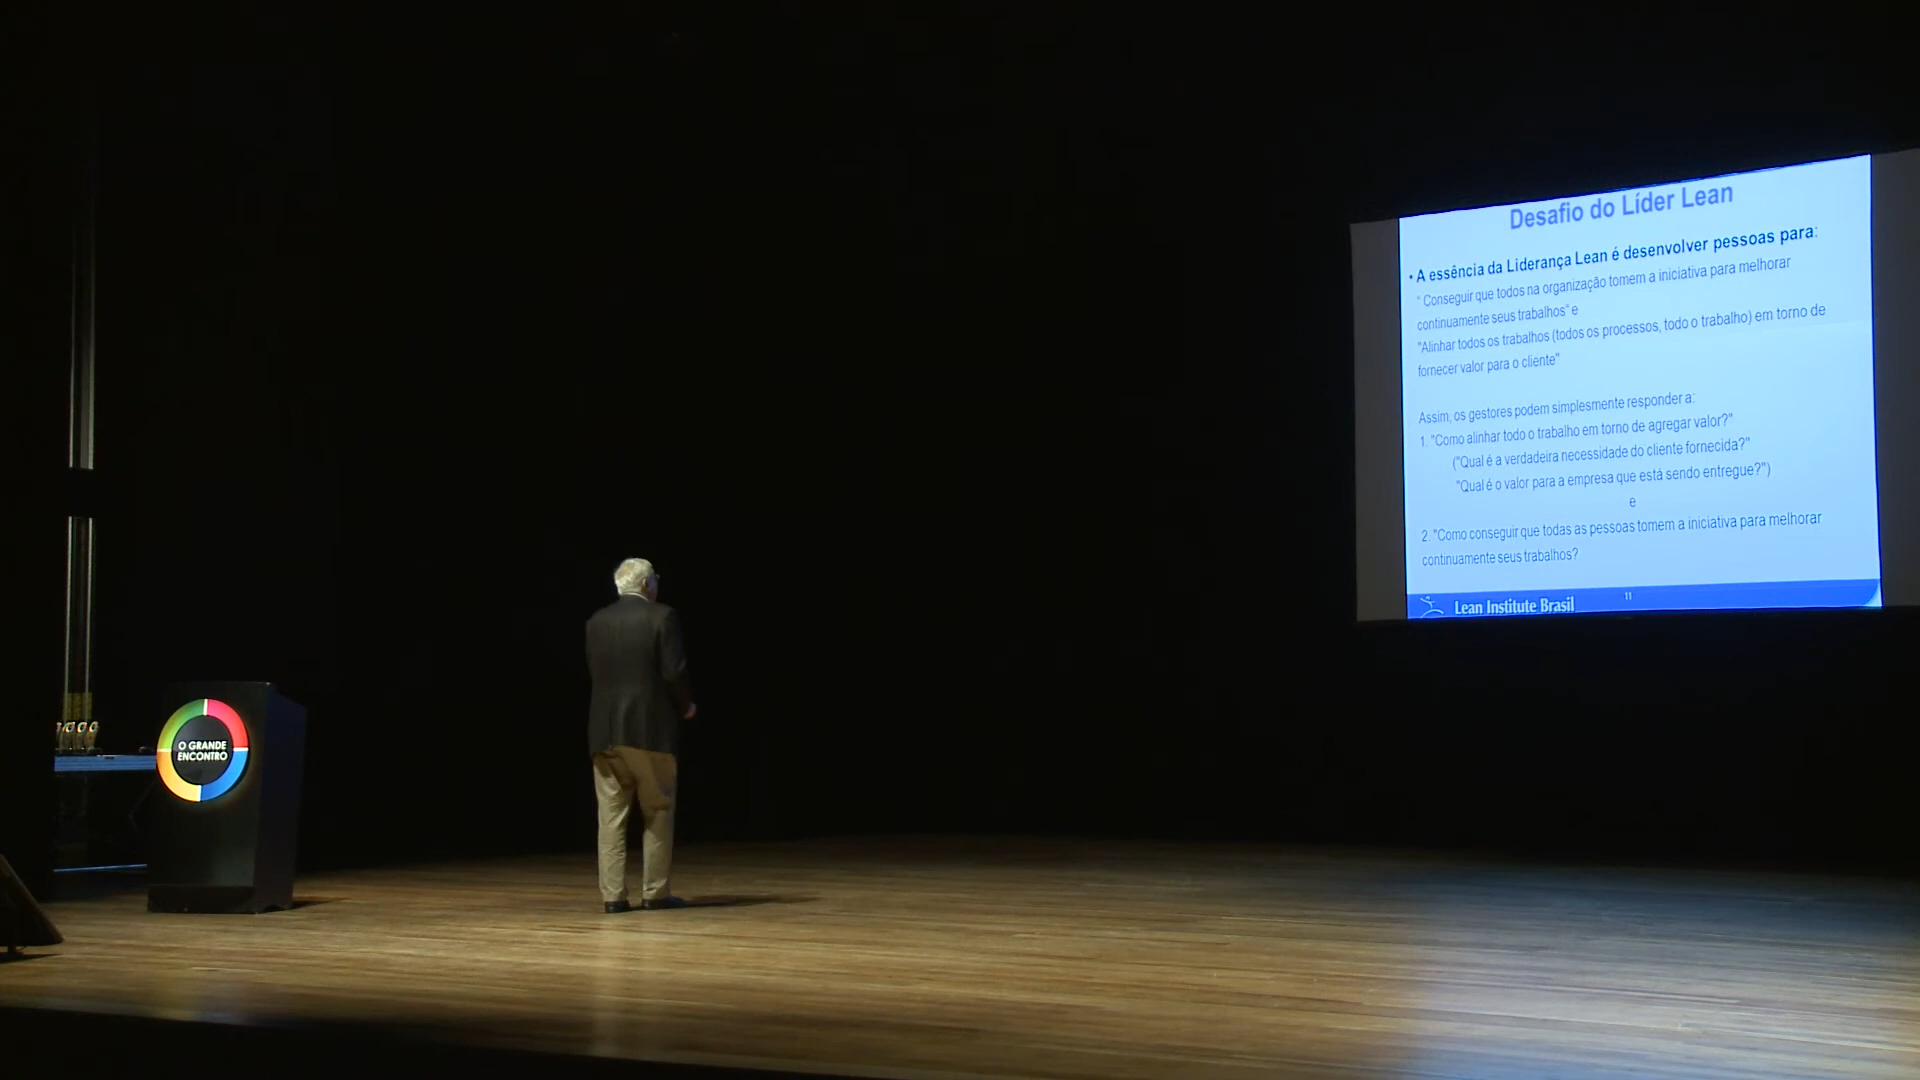 Desafio do Líder Lean
• A essência da Liderança Lean é desenvolver pessoas para:
" Conseguir que todos na organização tomem a iniciativa para melhorar
continuamente seus trabalhos" e
"Alinhar todos os trabalhos (todos os processos, todo o trabalho) em torno de
fornecer valor para o cliente"
Assim, os gestores podem simplesmente responder a:
1. "Como alinhar todo o trabalho em torno de agregar valor?"
("Qual é a verdadeira necessidade do cliente fornecida?"
"Qual é o valor para a empresa que está sendo entregue?")
e
2. "Como conseguir que todas as pessoas tomem a iniciativa para melhorar
continuamente seus trabalhos?
Lean Institute Brasil
11
O GRANDE
ENCONTRO